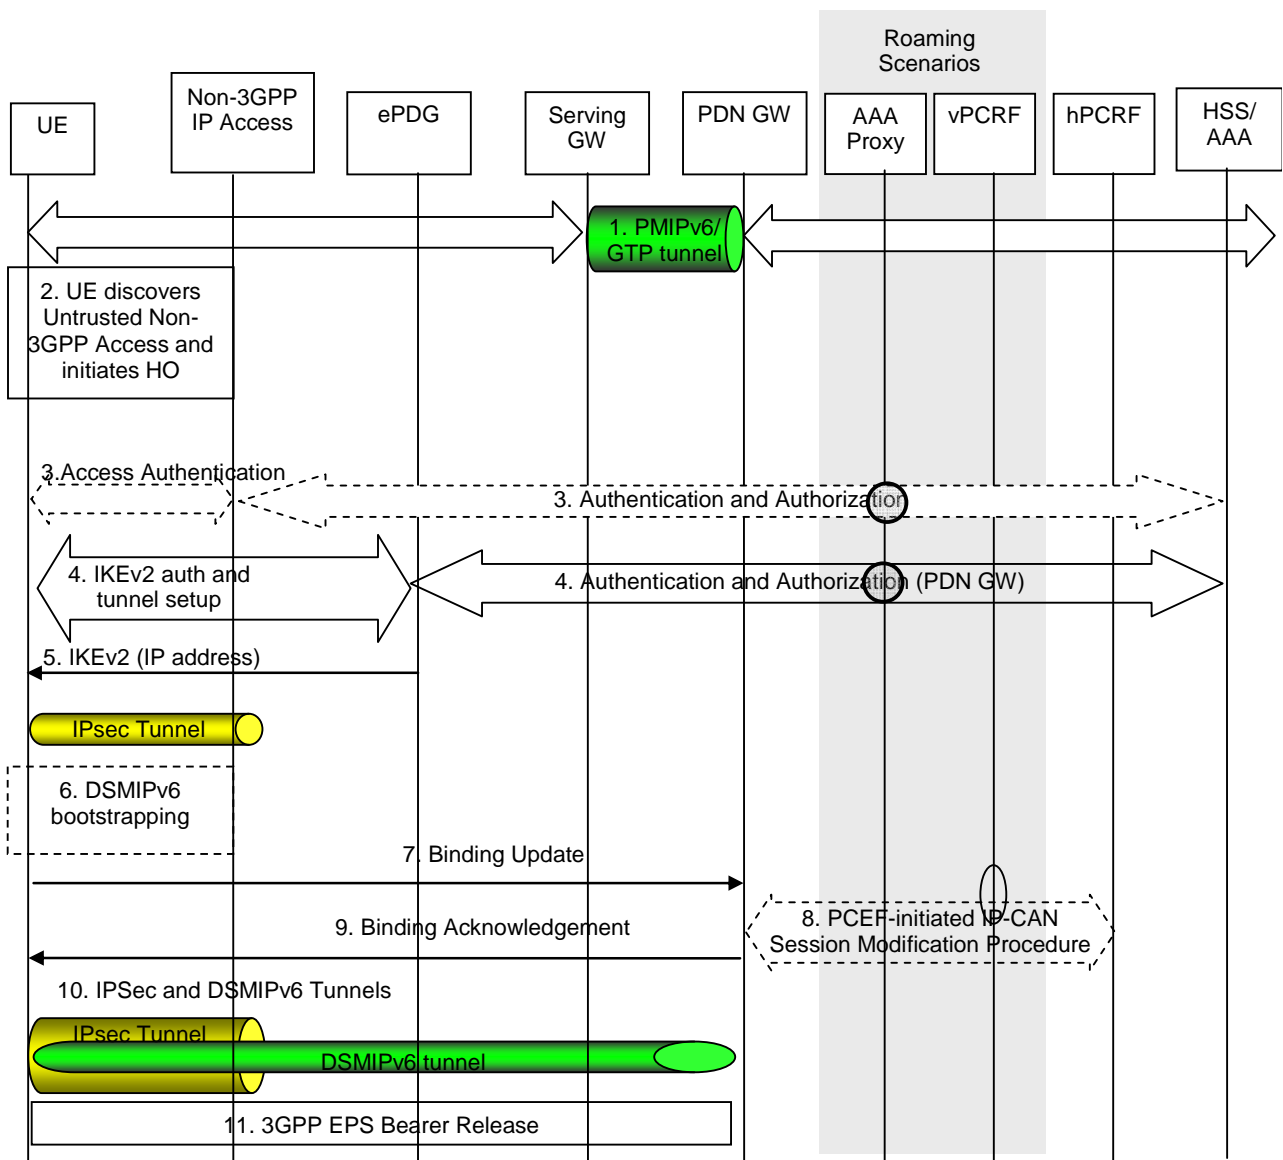 Roaming
Scenarios
UE
Non-3GPP
IP Access
ePDG
Serving
GW
PDN GW
AAA
Proxy
vPCRF
hPCRF
HSS/
AAA
1. PMIPv6/
GTP tunnel
2. UE discovers
Untrusted Non-
3GPP Access and
initiates HO
3.Access Authentication
3. Authentication and Authorization
4. IKEv2 auth and
tunnel setup
4. Authentication and Authorization (PDN GW)
5. IKEv2 (IP address)
IPsec Tunnel
6. DSMIPv6
bootstrapping
7. Binding Update
8. PCEF-initiated IP-CAN
Session Modification Procedure
9. Binding Acknowledgement
10. IPSec and DSMIPv6 Tunnels
IPsec Tunnel
DSMIPv6 tunnel
11. 3GPP EPS Bearer Release